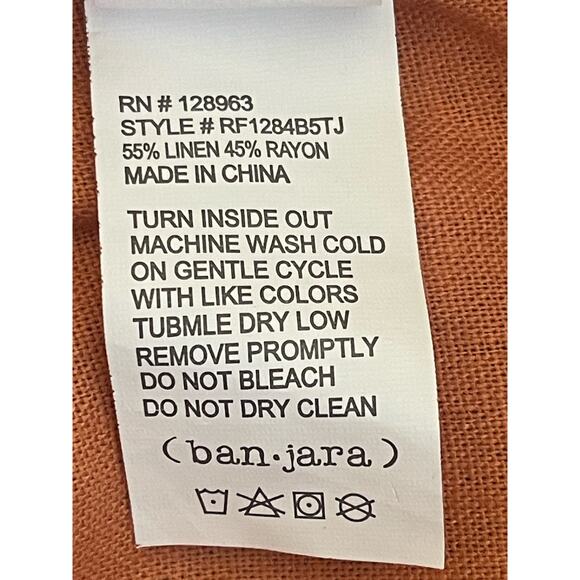 RN # 128963
STYLE # RF1284B5TJ
55% LINEN 45% RAYON
MADE IN CHINA
TURN INSIDE OUT
MACHINE WASH COLD
ON GENTLE CYCLE
WITH LIKE COLORS
TUBMLE DRY LOW
REMOVE PROMPTLY
DO NOT BLEACH
DO NOT DRY CLEAN
(ban·jara)